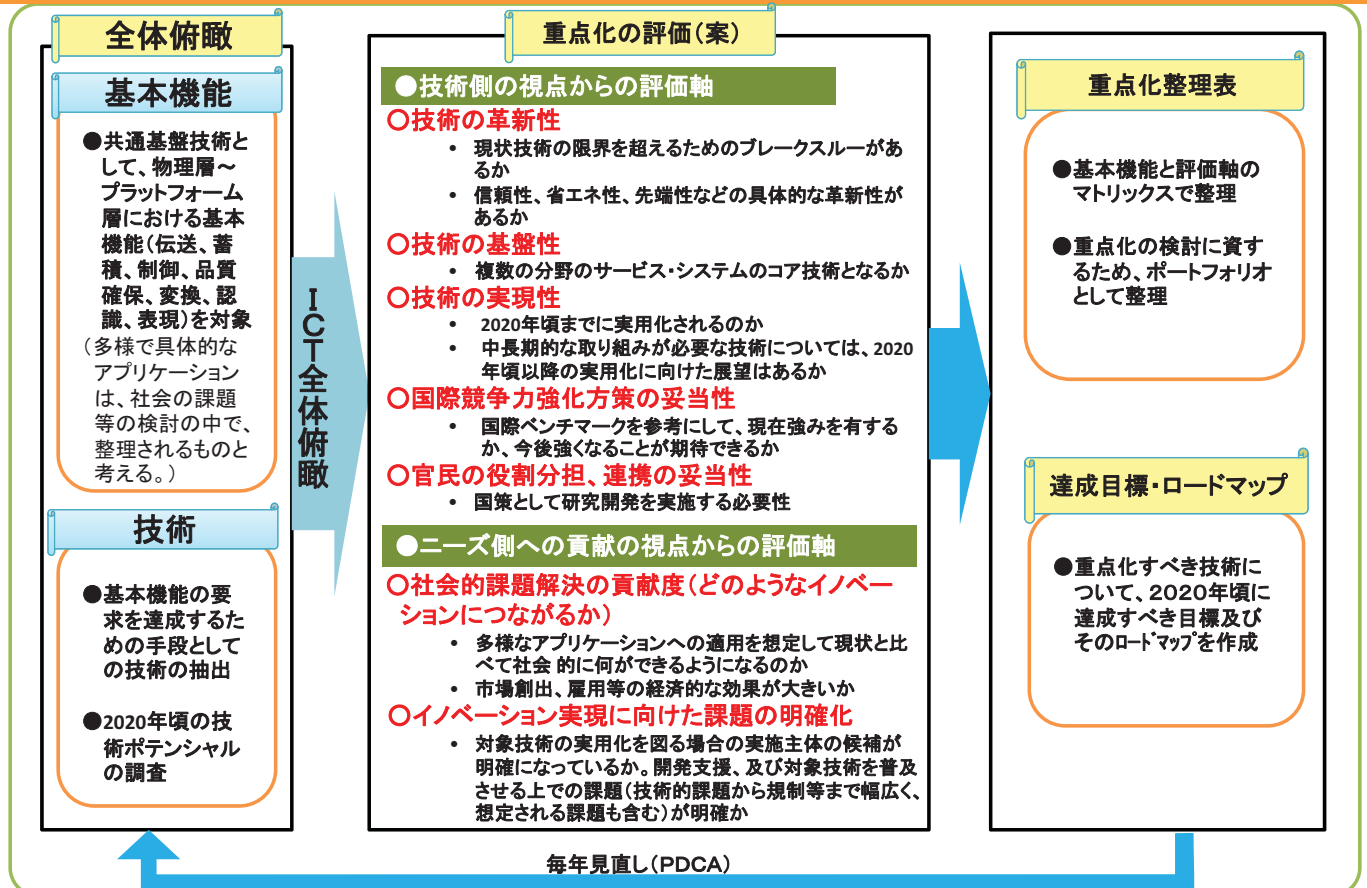 全体俯瞰
基本機能
●共通基盤技術と
して、物理層～
プラットフォーム
層における基本
機能（伝送、蓄
積、制御、品質
確保、変換、認
識、表現）を対象
（多様で具体的な
アプリケーション
は、社会の課題
等の検討の中で、
整理されるものと
考える。）
技術
●基本機能の要
求を達成するた
めの手段として
の技術の抽出
●2020年頃の技
術ポテンシャル
の調査
ICT全体俯瞰
重点化の評価（案）
●技術側の視点からの評価軸
○技術の革新性
• 現状技術の限界を超えるためのブレークスルーがあ
るか
• 信頼性、省エネ性、先端性などの具体的な革新性が
あるか
○技術の基盤性
• 複数の分野のサービス・システムのコア技術となるか
○技術の実現性
• 2020年頃までに実用化されるのか
• 中長期的な取り組みが必要な技術については、2020
年頃以降の実用化に向けた展望はあるか
○国際競争力強化方策の妥当性
• 国際ベンチマークを参考にして、現在強みを有する
か、今後強くなることが期待できるか
○官民の役割分担、連携の妥当性
• 国策として研究開発を実施する必要性
●ニーズ側への貢献の視点からの評価軸
○社会的課題解決の貢献度（どのようなイノベー
ションにつながるか）
• 多様なアプリケーションへの適用を想定して現状と比
べて社会 的に何ができるようになるのか
• 市場創出、雇用等の経済的な効果が大きいか
○イノベーション実現に向けた課題の明確化
• 対象技術の実用化を図る場合の実施主体の候補が
明確になっているか。開発支援、及び対象技術を普及
させる上での課題（技術的課題から規制等まで幅広く、
想定される課題も含む）が明確か
重点化整理表
●基本機能と評価軸の
マトリックスで整理
●重点化の検討に資す
るため、ポートフォリオ
として整理
達成目標・ロードマップ
●重点化すべき技術に
ついて、２０２０年頃に
達成すべき目標及び
そのﾛｰﾄﾞﾏｯﾌﾟを作成
毎年見直し（PDCA）